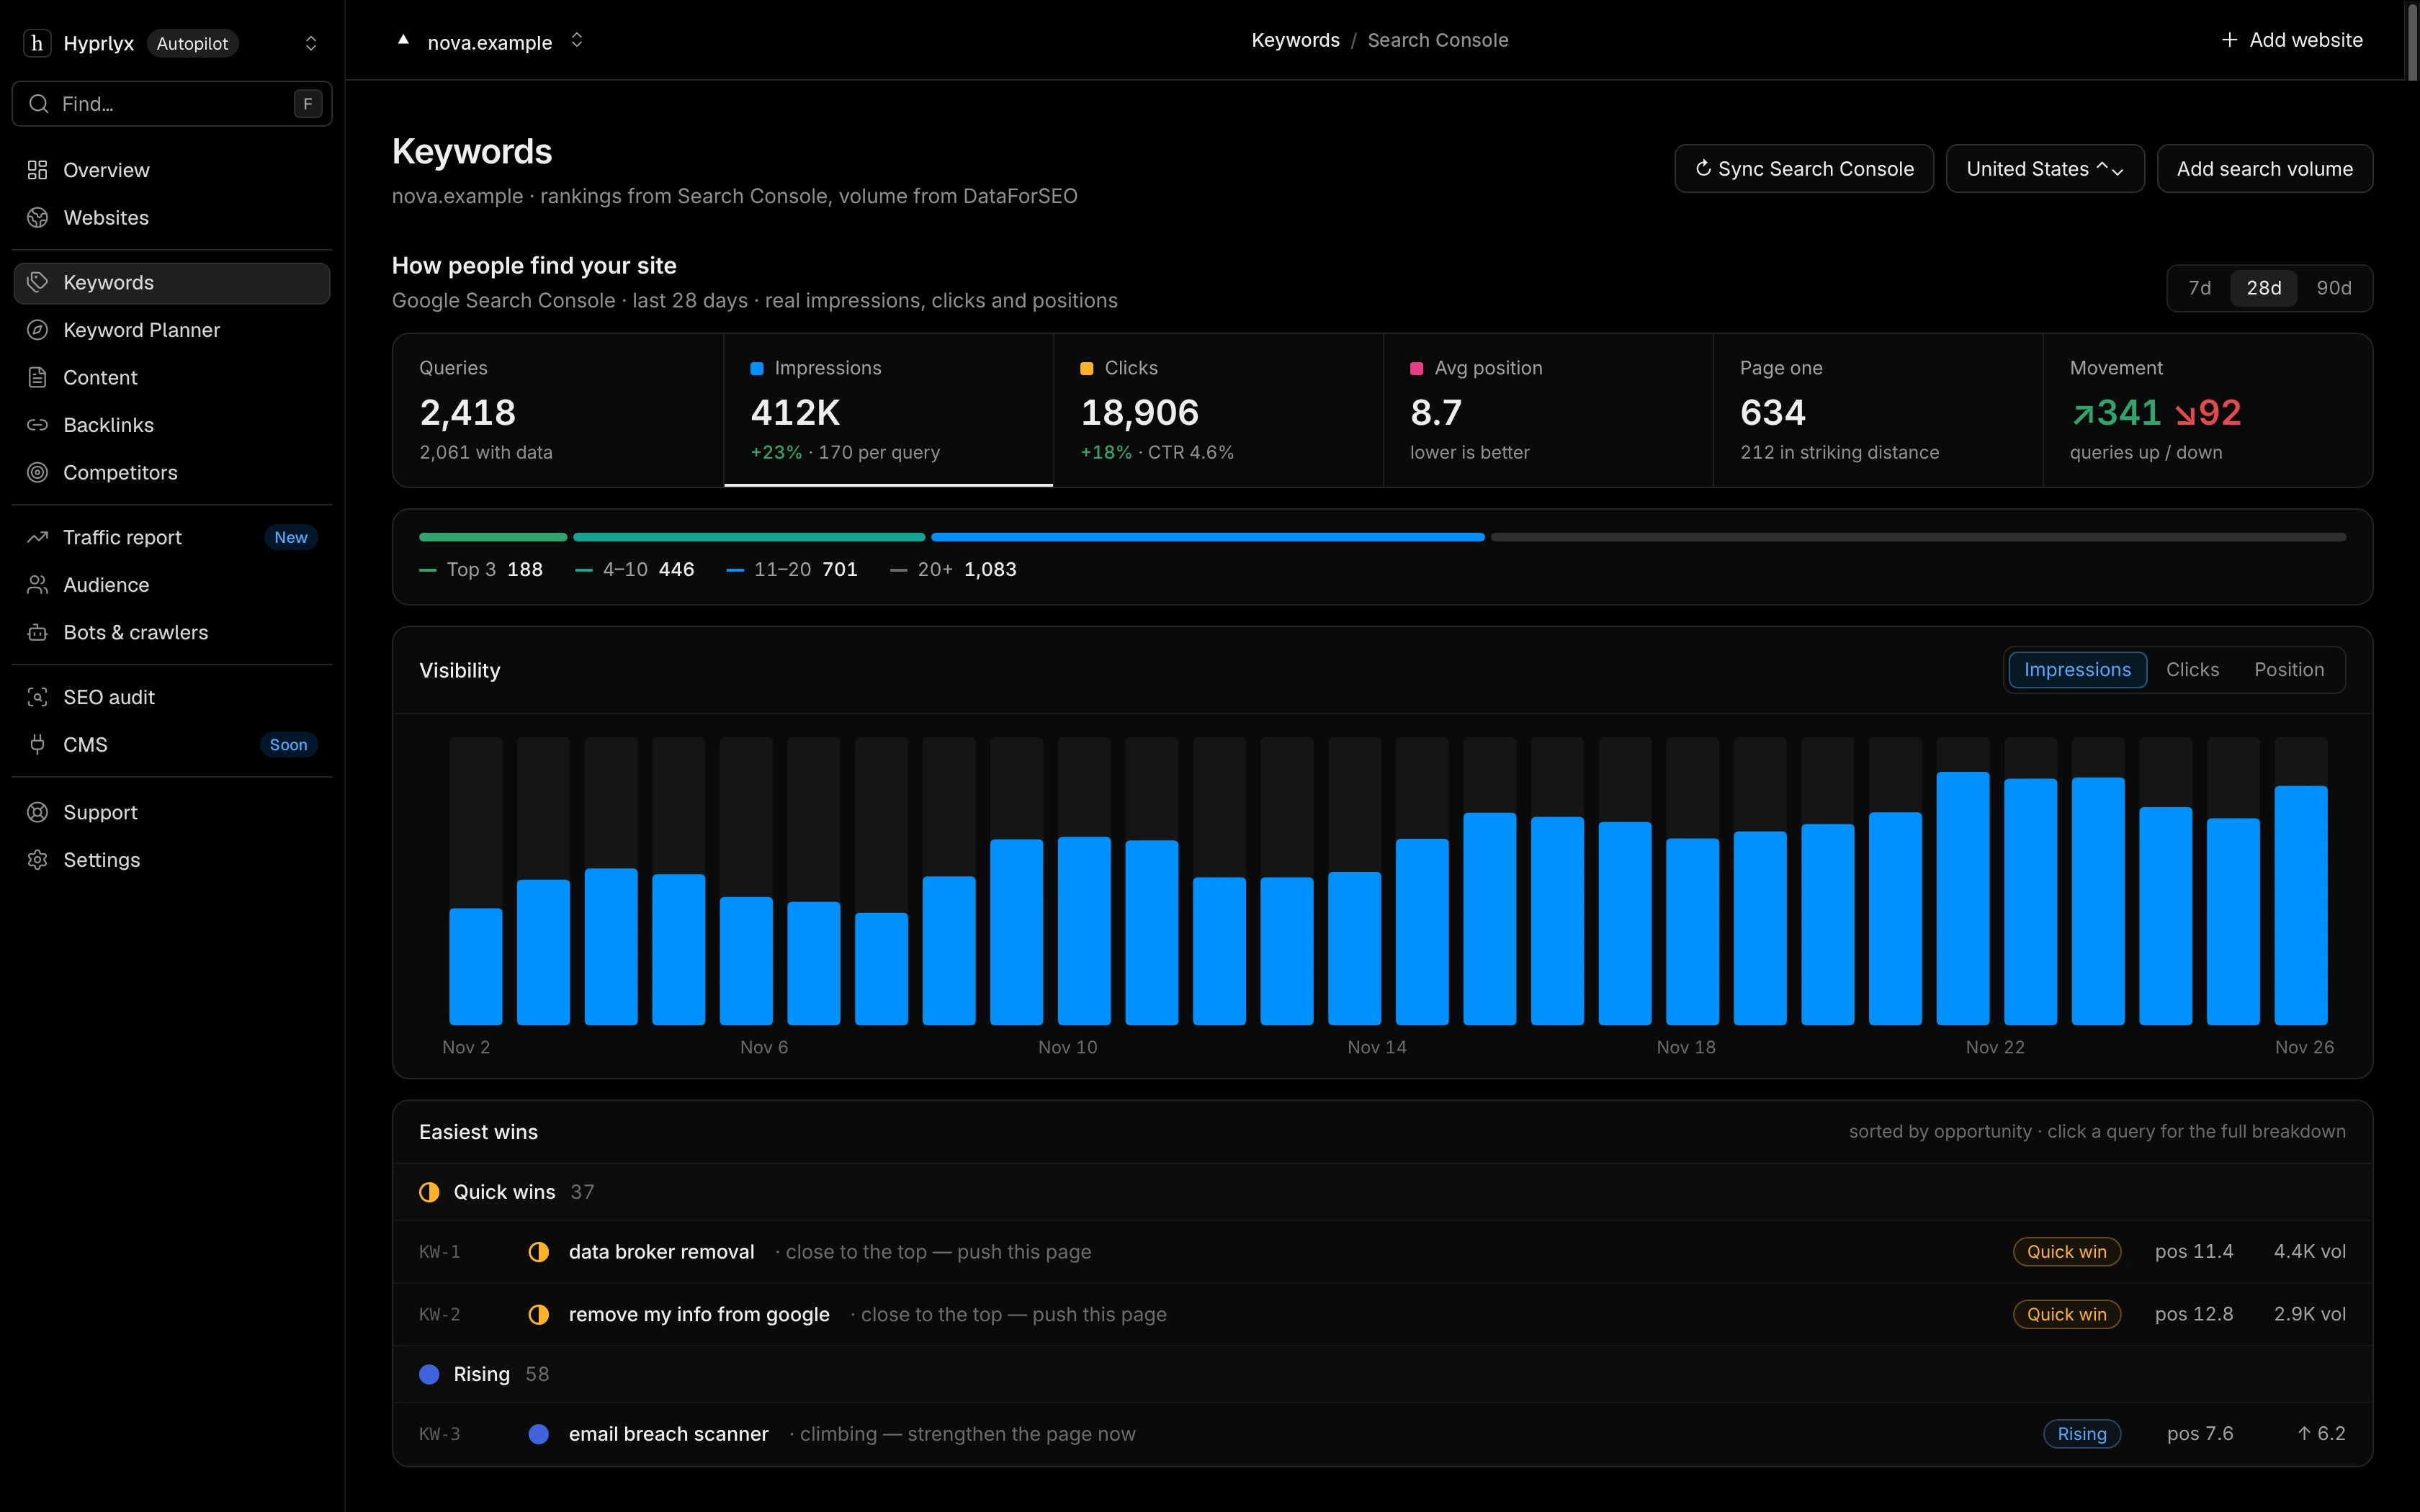 h Hyprlyx Autopilot
Find... F
Overview
Websites
Keywords
Keyword Planner
Content
Backlinks
Competitors
Traffic report New
Audience
Bots & crawlers
SEO audit
CMS Soon
Support
Settings
nova.example
Keywords / Search Console
+ Add website
Keywords
nova.example · rankings from Search Console, volume from DataForSEO
Sync Search Console
United States
Add search volume
How people find your site
Google Search Console · last 28 days · real impressions, clicks and positions
7d 28d 90d
Queries
2,418
2,061 with data
Impressions
412K
+23% · 170 per query
Clicks
18,906
+18% · CTR 4.6%
Avg position
8.7
lower is better
Page one
634
212 in striking distance
Movement
↗341 ↘92
queries up / down
Top 3 188 4–10 446 11–20 701 20+ 1,083
Visibility
Impressions Clicks Position
Nov 2 Nov 6 Nov 10 Nov 14 Nov 18 Nov 22 Nov 26
Easiest wins
sorted by opportunity · click a query for the full breakdown
Quick wins 37
KW-1 data broker removal · close to the top — push this page Quick win pos 11.4 4.4K vol
KW-2 remove my info from google · close to the top — push this page Quick win pos 12.8 2.9K vol
Rising 58
KW-3 email breach scanner · climbing — strengthen the page now Rising pos 7.6 ↑ 6.2